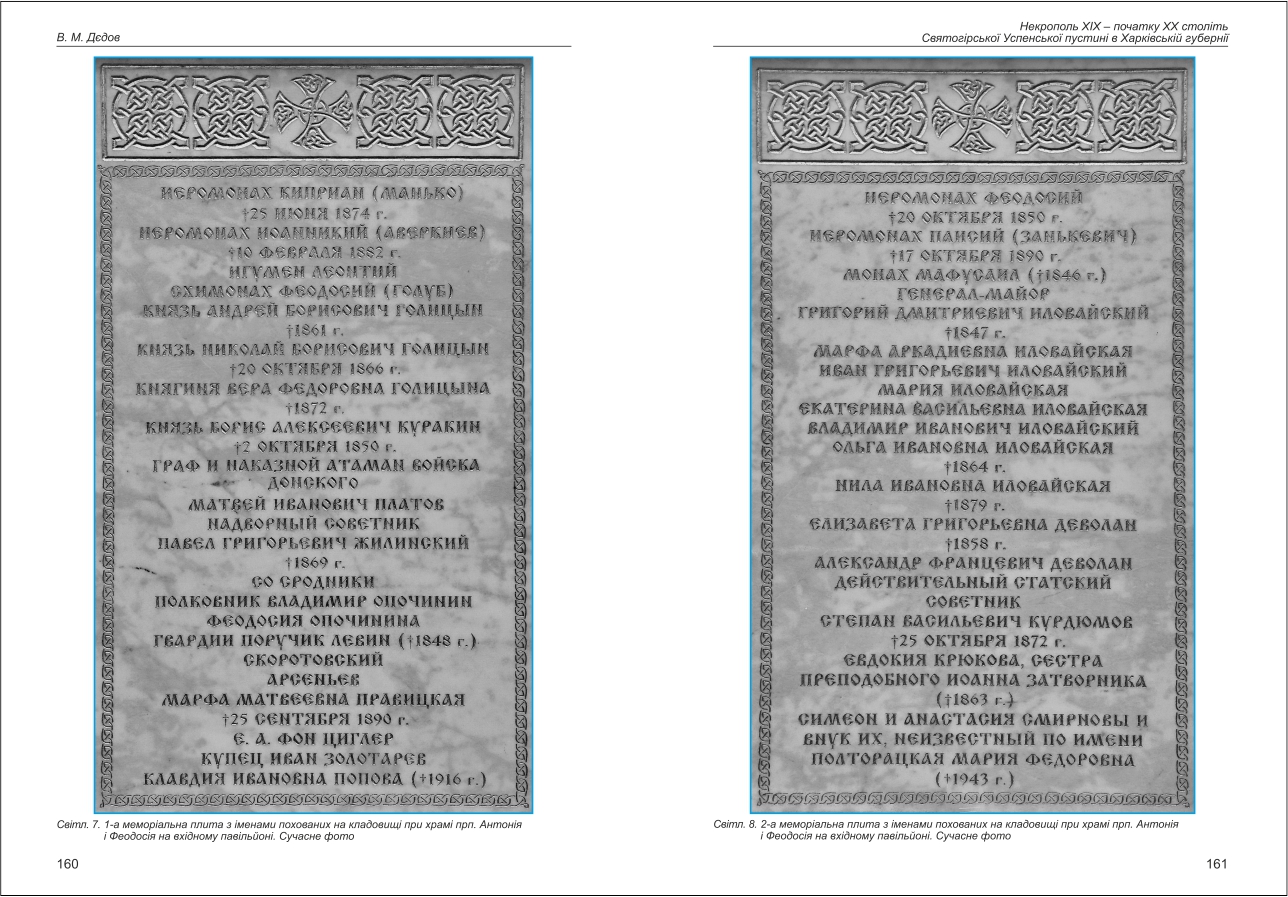 В. М. Дєдов
ИЕРОМОНАХ КИПРИАН (МАНЬКО)
†25 ИЮНЯ 1874 г.
ИЕРОМОНАХ ИОАННИКИЙ (АВЕРКИЕВ)
†10 ФЕВРАЛЯ 1882 г.
ИГУМЕН ЛЕОНТИЙ
СХИМОНАХ ФЕОДОСИЙ (ГОЛУБ)
КНЯЗЬ АНДРЕЙ БОРИСОВИЧ ГОЛИЦЫН
†1861 г.
КНЯЗЬ НИКОЛАЙ БОРИСОВИЧ ГОЛИЦЫН
†20 ОКТЯБРЯ 1866 г.
КНЯГИНЯ ВЕРА ФЕДОРОВНА ГОЛИЦЫНА
†1872 г.
КНЯЗЬ БОРИС АЛЕКСЕЕВИЧ КУРАКИН
†2 ОКТЯБРЯ 1850 г.
ГРАФ И НАКАЗНОЙ АТАМАН ВОЙСКА
ДОНСКОГО
МАТВЕЙ ИВАНОВИЧ ПЛАТОВ
НАДВОРНЫЙ СОВЕТНИК
ПАВЕЛ ГРИГОРЬЕВИЧ ЖИЛИНСКИЙ
†1869 г.
СО СРОДНИКИ
ПОЛКОВНИК ВЛАДИМИР ОПОЧИНИН
ФЕОДОСИЯ ОПОЧИНИНА
ГВАРДИИ ПОРУЧИК ЛЕВИН (†1848 г.)
СКОРОТОВСКИЙ
АРСЕНЬЕВ
МАРФА МАТВЕЕВНА ПРАВИЦКАЯ
†25 СЕНТЯБРЯ 1890 г.
Е. А. ФОН ЦИГЛЕР
КУПЕЦ ИВАН ЗОЛОТАРЕВ
КЛАВДИЯ ИВАНОВНА ПОПОВА (†1916 г.)
Світл. 7. 1-а меморіальна плита з іменами похованих на кладовищі при храмі прп. Антонія
і Феодосія на вхідному павільйоні. Сучасне фото
160
Некрополь XIX – початку XX століть
Святогірської Успенської пустині в Харківській губернії
ИЕРОМОНАХ ФЕОДОСИЙ
†20 ОКТЯБРЯ 1850 г.
ИЕРОМОНАХ ПАИСИЙ (ЗАНЬКЕВИЧ)
†17 ОКТЯБРЯ 1890 г.
МОНАХ МАФУСАИЛ (†1846 г.)
ГЕНЕРАЛ-МАЙОР
ГРИГОРИЙ ДМИТРИЕВИЧ ИЛОВАЙСКИЙ
†1847 г.
МАРФА АРКАДИЕВНА ИЛОВАЙСКАЯ
ИВАН ГРИГОРЬЕВИЧ ИЛОВАЙСКИЙ
МАРИЯ ИЛОВАЙСКАЯ
ЕКАТЕРИНА ВАСИЛЬЕВНА ИЛОВАЙСКАЯ
ВЛАДИМИР ИВАНОВИЧ ИЛОВАЙСКИЙ
ОЛЬГА ИВАНОВНА ИЛОВАЙСКАЯ
†1864 г.
НИЛА ИВАНОВНА ИЛОВАЙСКАЯ
†1879 г.
ЕЛИЗАВЕТА ГРИГОРЬЕВНА ДЕВОЛАН
†1858 г.
АЛЕКСАНДР ФРАНЦЕВИЧ ДЕВОЛАН
ДЕЙСТВИТЕЛЬНЫЙ СТАТСКИЙ
СОВЕТНИК
СТЕПАН ВАСИЛЬЕВИЧ КУРДЮМОВ
†25 ОКТЯБРЯ 1872 г.
ЕВДОКИЯ КРЮКОВА, СЕСТРА
ПРЕПОДОБНОГО ИОАННА ЗАТВОРНИКА
(†1863 г.)
СИМЕОН И АНАСТАСИЯ СМИРНОВЫ И
ВНУК ИХ, НЕИЗВЕСТНЫЙ ПО ИМЕНИ
ПОЛТОРАЦКАЯ МАРИЯ ФЕДОРОВНА
(†1943 г.)
Світл. 8. 2-а меморіальна плита з іменами похованих на кладовищі при храмі прп. Антонія
і Феодосія на вхідному павільйоні. Сучасне фото
161